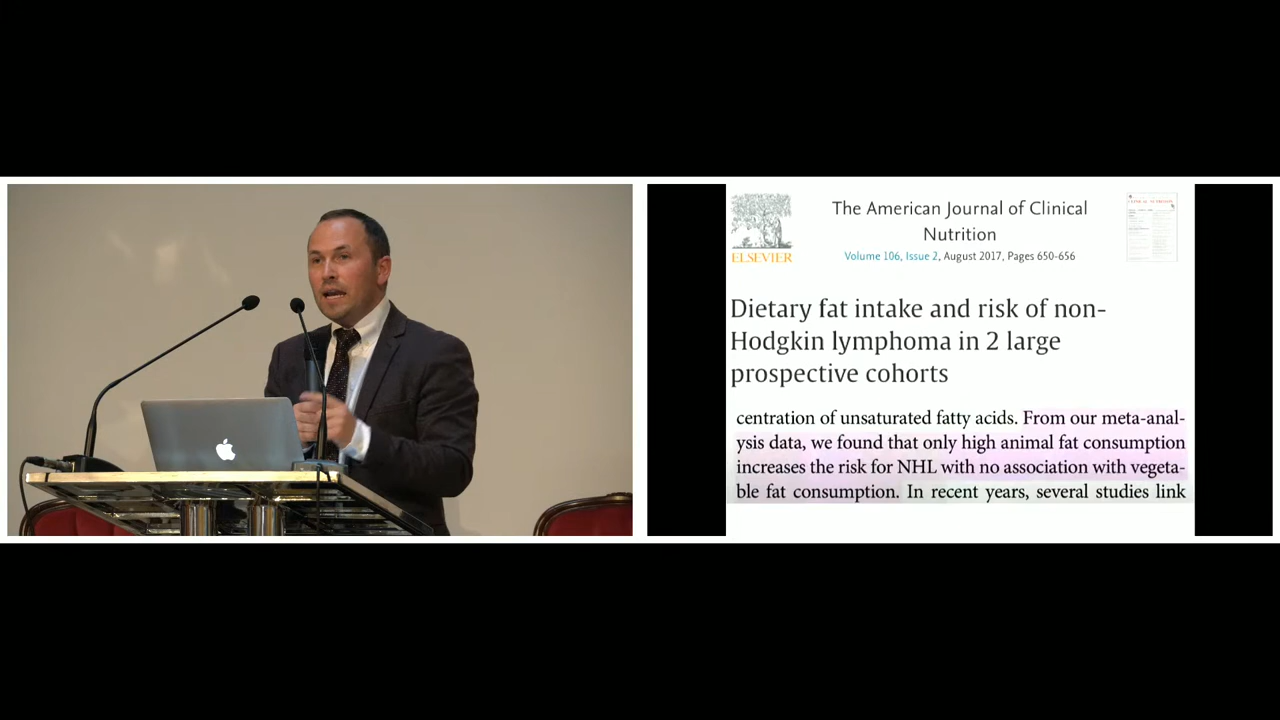 ELSEVIER
The American Journal of Clinical
Nutrition
Volume 106, Issue 2, August 2017, Pages 650-656
Dietary fat intake and risk of non-
Hodgkin lymphoma in 2 large
prospective cohorts
centration of unsaturated fatty acids. From our meta-anal-
ysis data, we found that only high animal fat consumption
increases the risk for NHL with no association with vegeta-
ble fat consumption. In recent years, several studies link